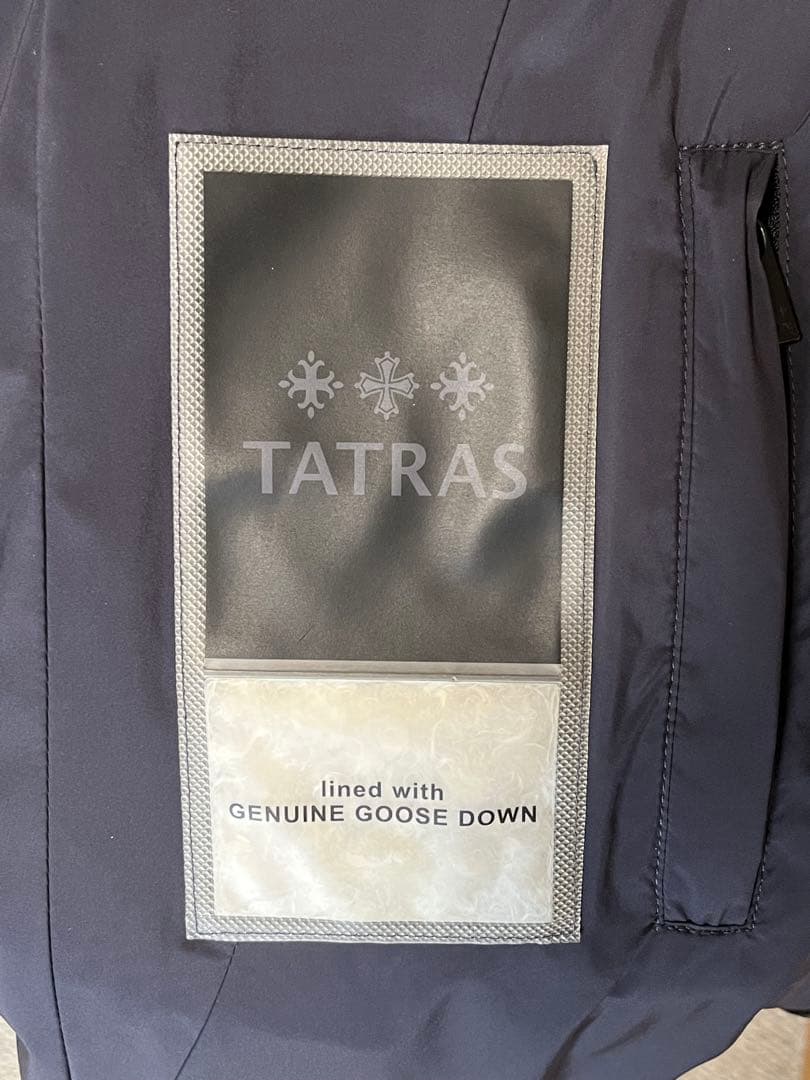 TATRAS
lined with
GENUINE GOOSE DOWN